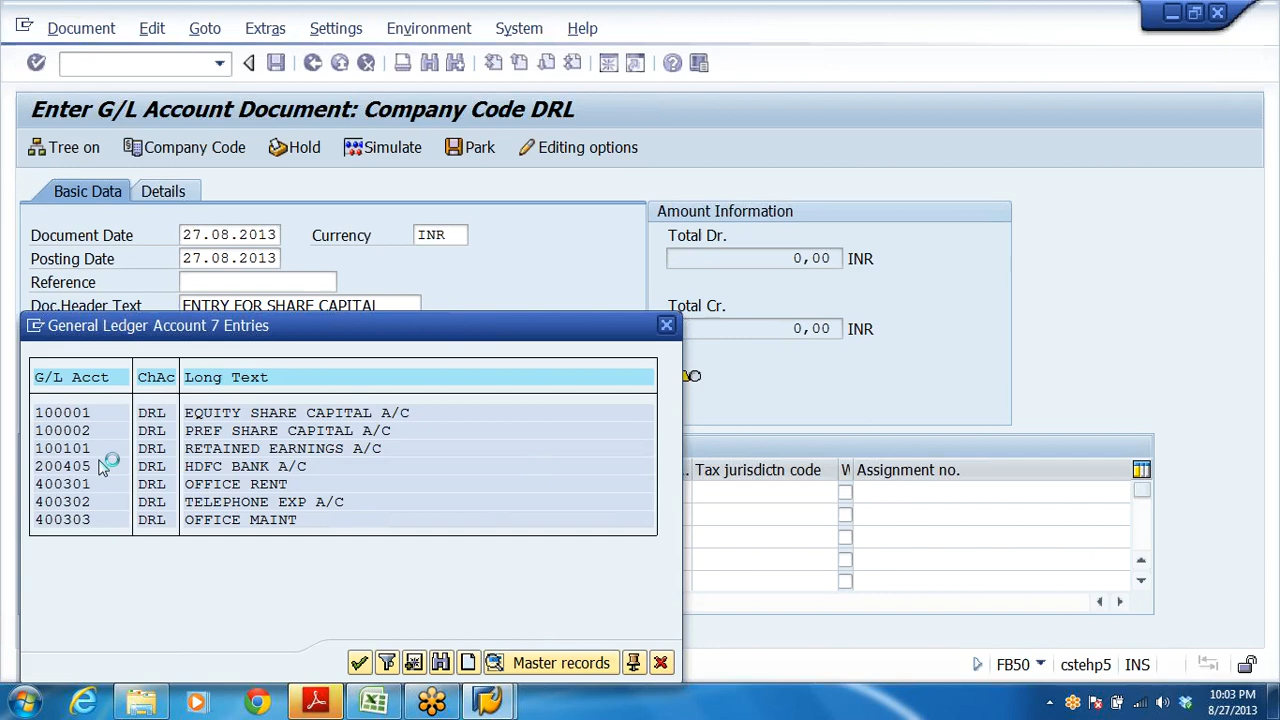 Document Edit Goto Extras Settings Environment System Help
Enter G/L Account Document: Company Code DRL
Tree on Company Code Hold Simulate Park Editing options
Basic Data Details
Amount Information
Document Date 27.08.2013 Currency INR
Total Dr.
Posting Date 27.08.2013
0,00 INR
Reference
Doc.Header Text ENTRY FOR SHARE CAPITAL
Total Cr.
0,00 INR
General Ledger Account 7 Entries
G/L Acct ChAc Long Text
100001 DRL EQUITY SHARE CAPITAL A/C
100002 DRL PREF SHARE CAPITAL A/C
100101 DRL RETAINED EARNINGS A/C
200405 DRL HDFC BANK A/C
400301 DRL OFFICE RENT
400302 DRL TELEPHONE EXP A/C
400303 DRL OFFICE MAINT
Tax jurisdictn code W Assignment no.
Master records
FB50 cstehp5 INS
10:03 PM
8/27/2013